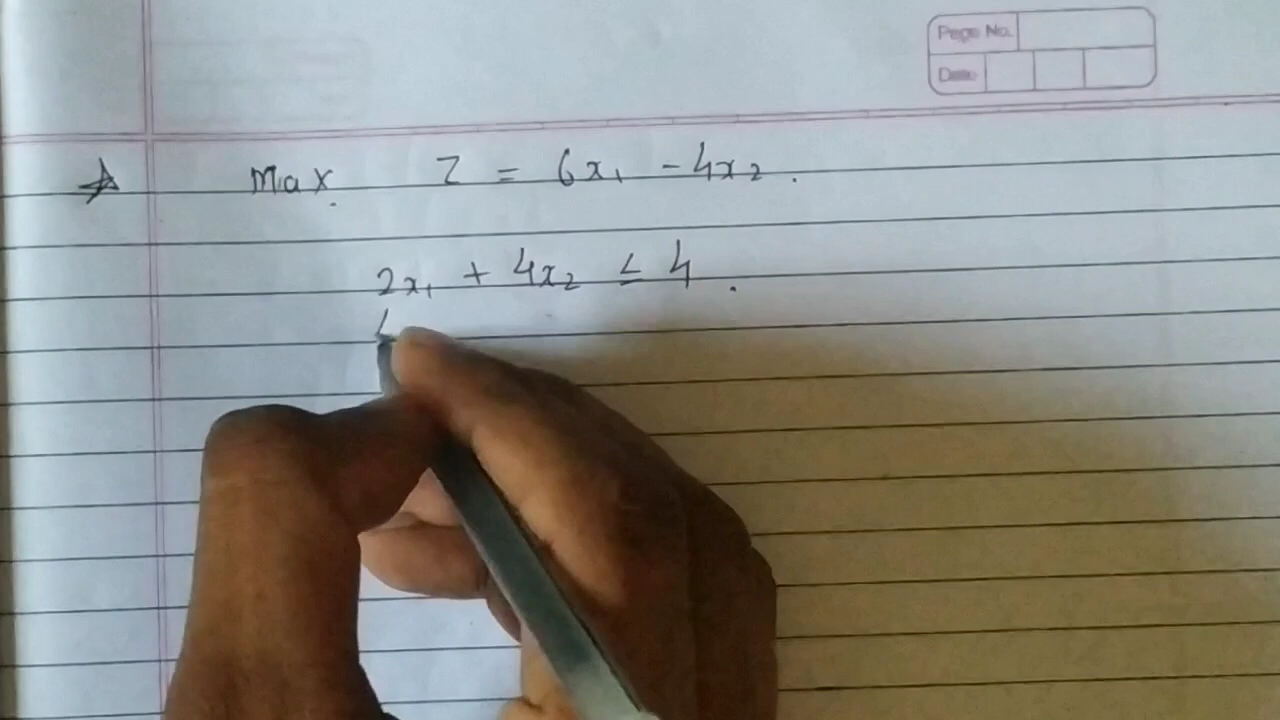 Page No.
Date
Max. Z = 6x₁ - 4x₂.
2x₁ + 4x₂ ≤ 4.